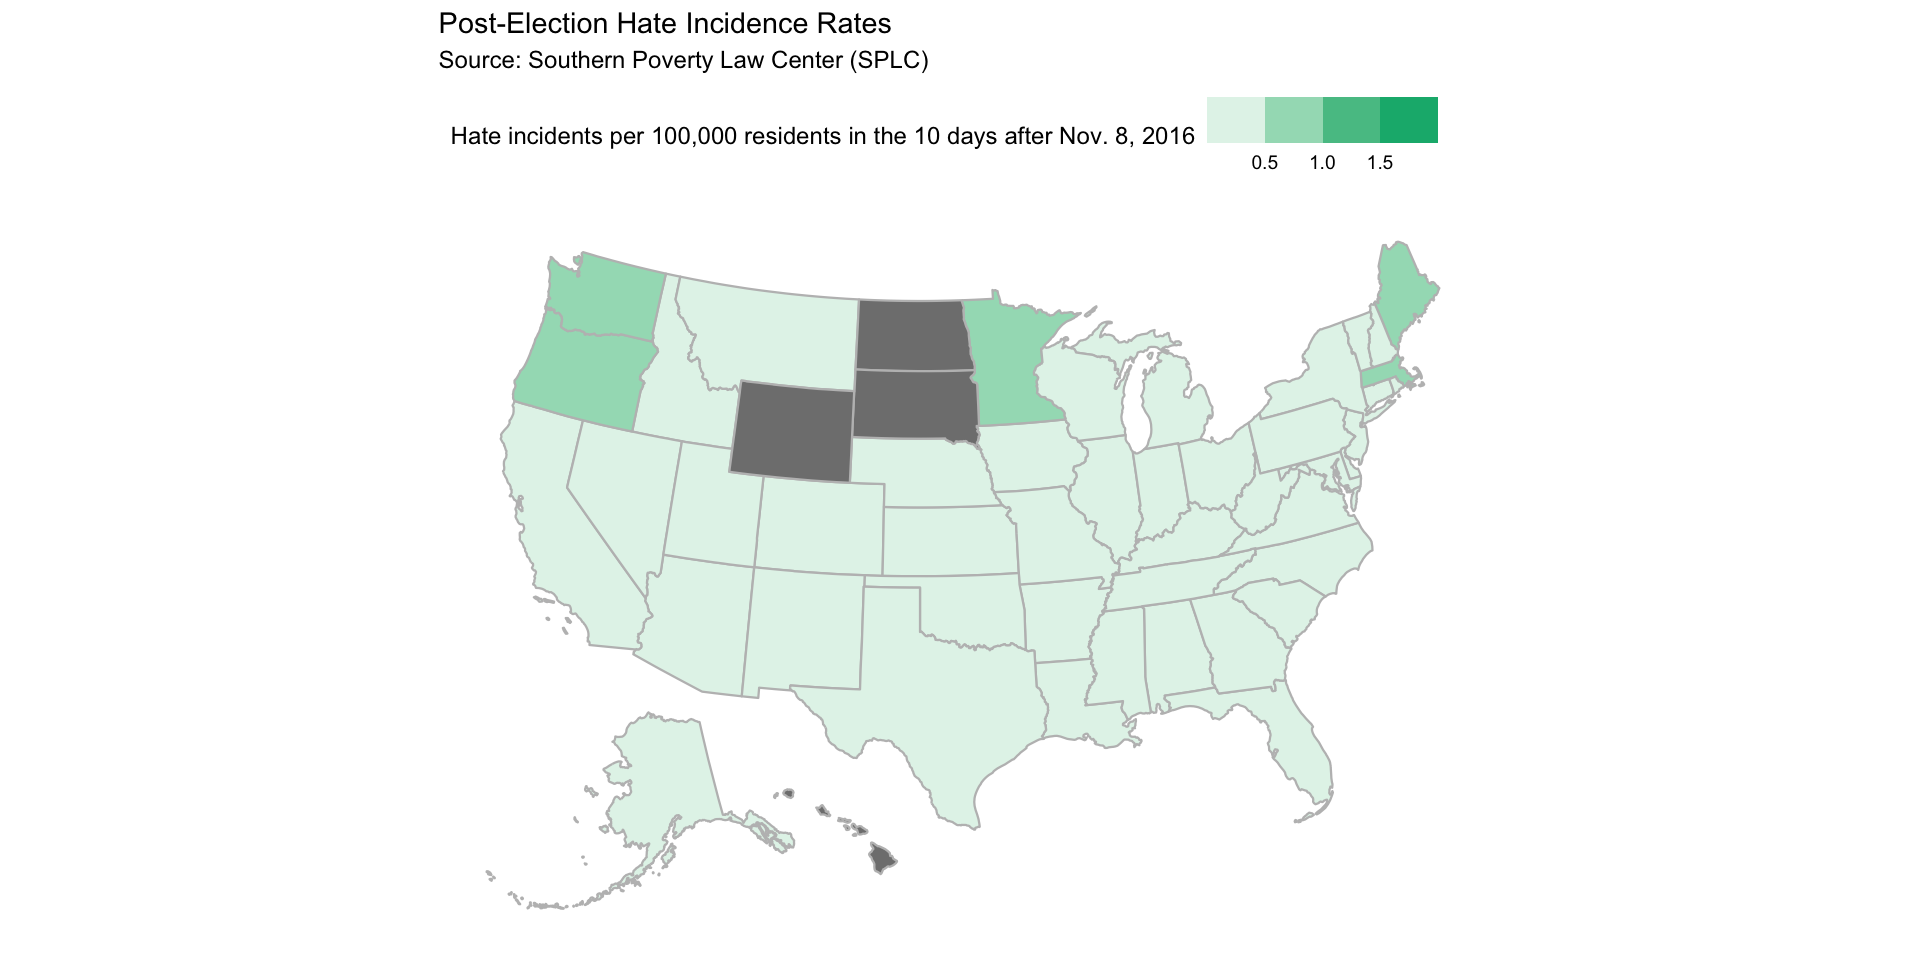 Post-Election Hate Incidence Rates
Source: Southern Poverty Law Center (SPLC)
Hate incidents per 100,000 residents in the 10 days after Nov. 8, 2016
0.5 1.0 1.5